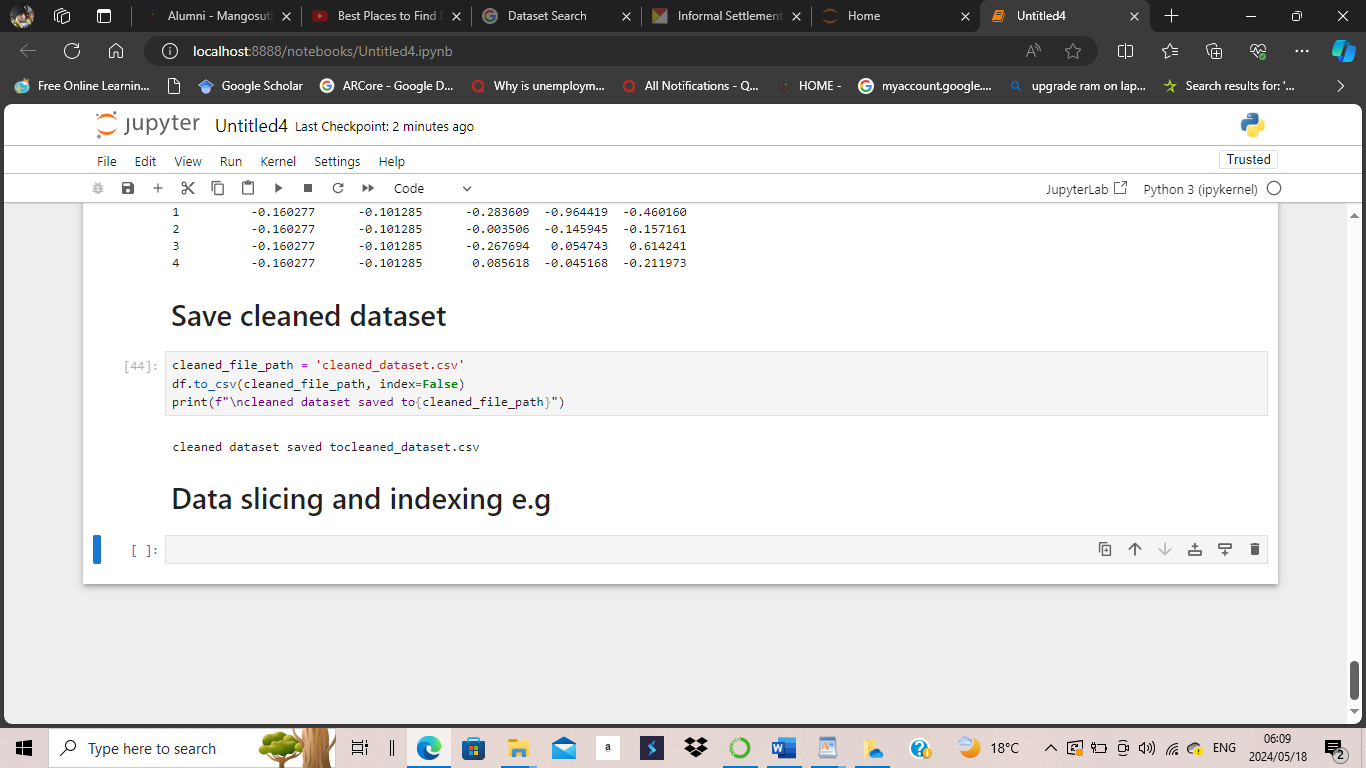 Alumni - Mangosut
Best Places to Find
Dataset Search
Informal Settlement
Home
Untitled4
localhost:8888/notebooks/Untitled4.ipynb
Free Online Learnin...
Google Scholar
ARCore - Google D...
Why is unemploym...
All Notifications - Q...
HOME -
myaccount.google....
upgrade ram on lap...
Search results for: '...
jupyter Untitled4 Last Checkpoint: 2 minutes ago
File Edit View Run Kernel Settings Help
Trusted
Code
JupyterLab
Python 3 (ipykernel)
1 -0.160277 -0.101285 -0.283609 -0.964419 -0.460160
2 -0.160277 -0.101285 -0.003506 -0.145945 -0.157161
3 -0.160277 -0.101285 -0.267694 0.054743 0.614241
4 -0.160277 -0.101285 0.085618 -0.045168 -0.211973
Save cleaned dataset
[44]: cleaned_file_path = 'cleaned_dataset.csv'
df.to_csv(cleaned_file_path, index=False)
print(f"\ncleaned dataset saved to{cleaned_file_path}")
cleaned dataset saved tocleaned_dataset.csv
Data slicing and indexing e.g
[ ]:
Type here to search
a
18°C
ENG
06:09
2024/05/18
2